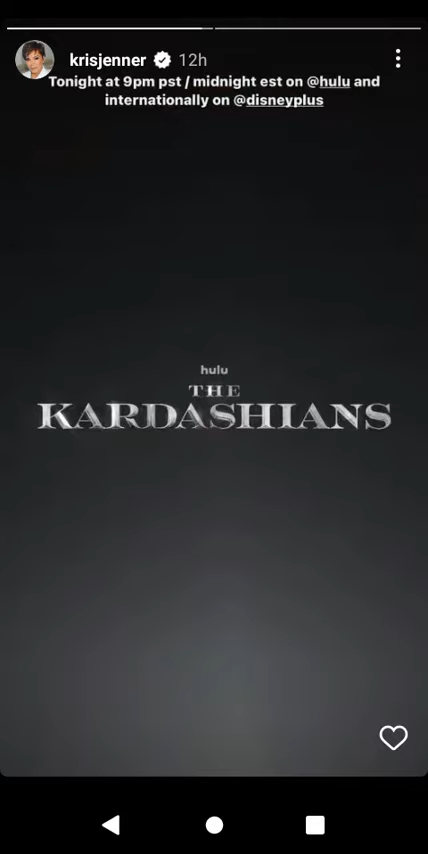 krisjenner 12h
Tonight at 9pm pst / midnight est on @hulu and
internationally on @disneyplus
hulu
THE
KARDASHIANS